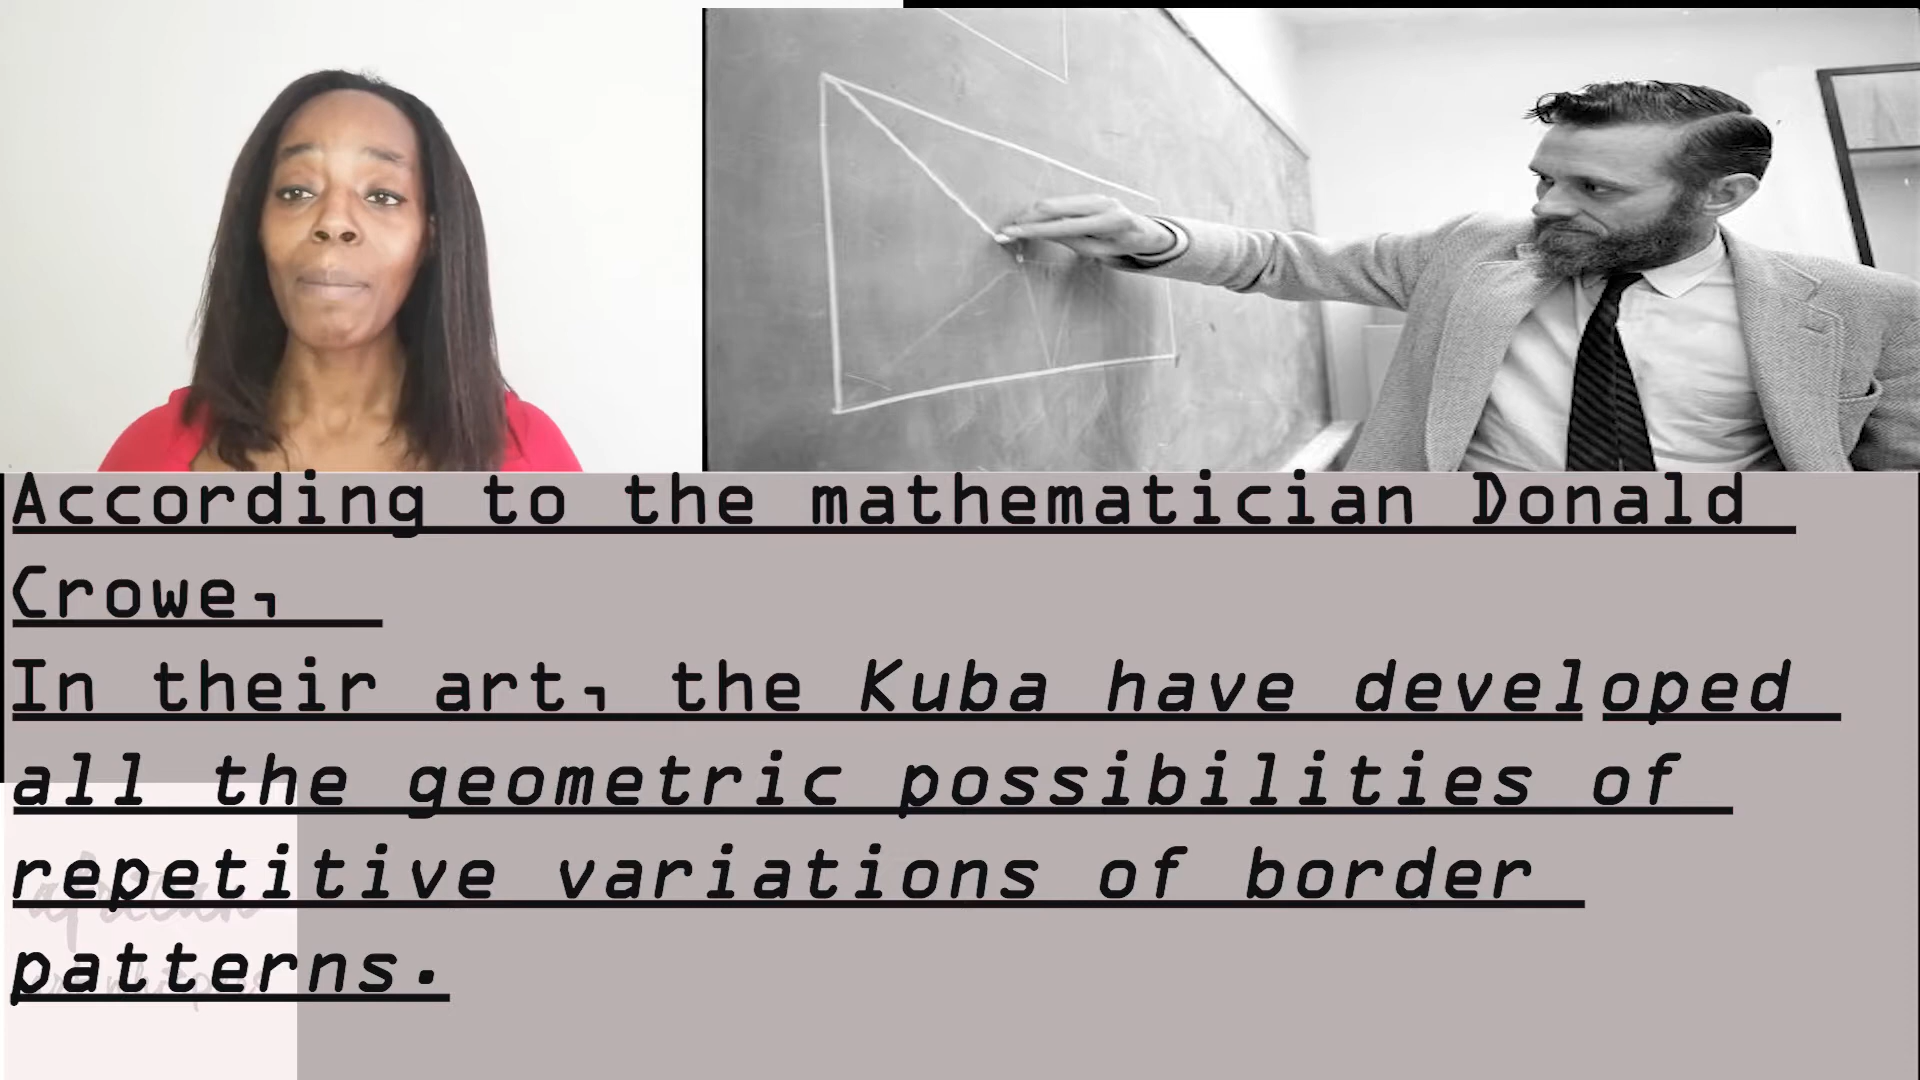 According to the mathematician Donald
Crowe,
In their art, the Kuba have developed
all the geometric possibilities of
repetitive variations of border
patterns.
african